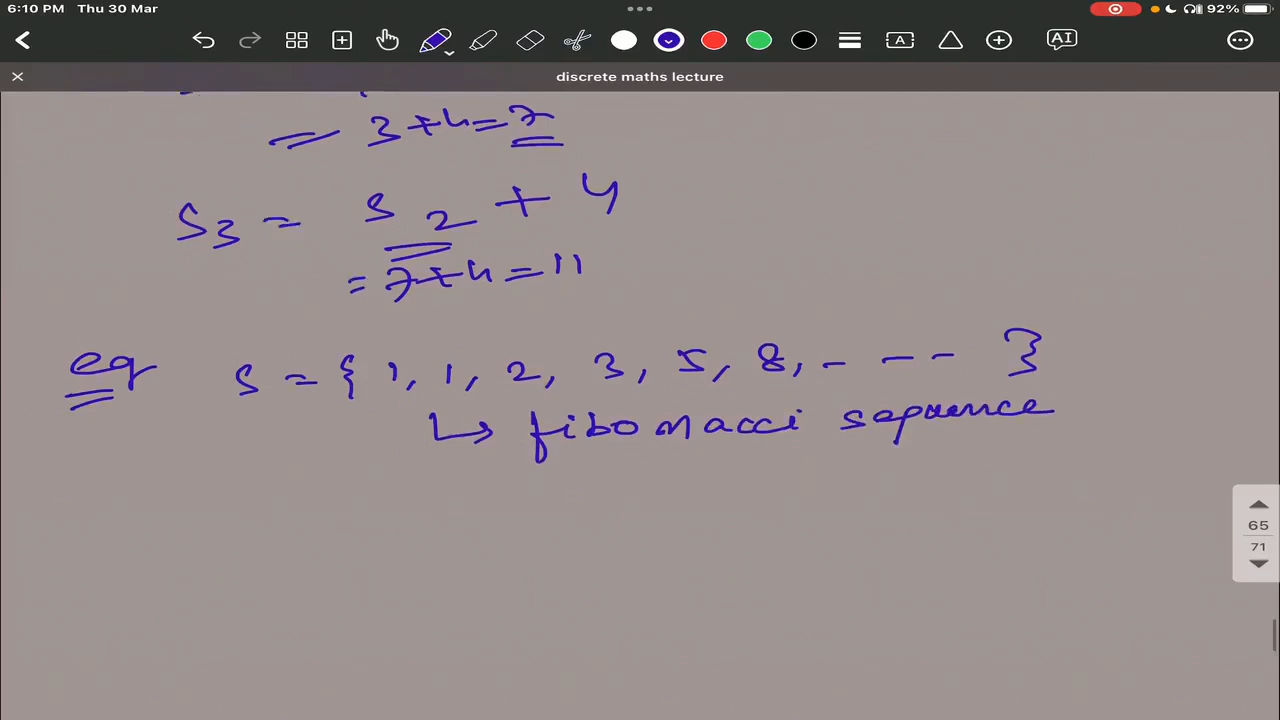 6:10 PM Thu 30 Mar
92%
A
AI
discrete maths lecture
= 3+4=7
S3 = S2 + 4
= 7+4=11
eg S = { 1, 1, 2, 3, 5, 8, - -- - }
↳ fibonacci sequence
65
71